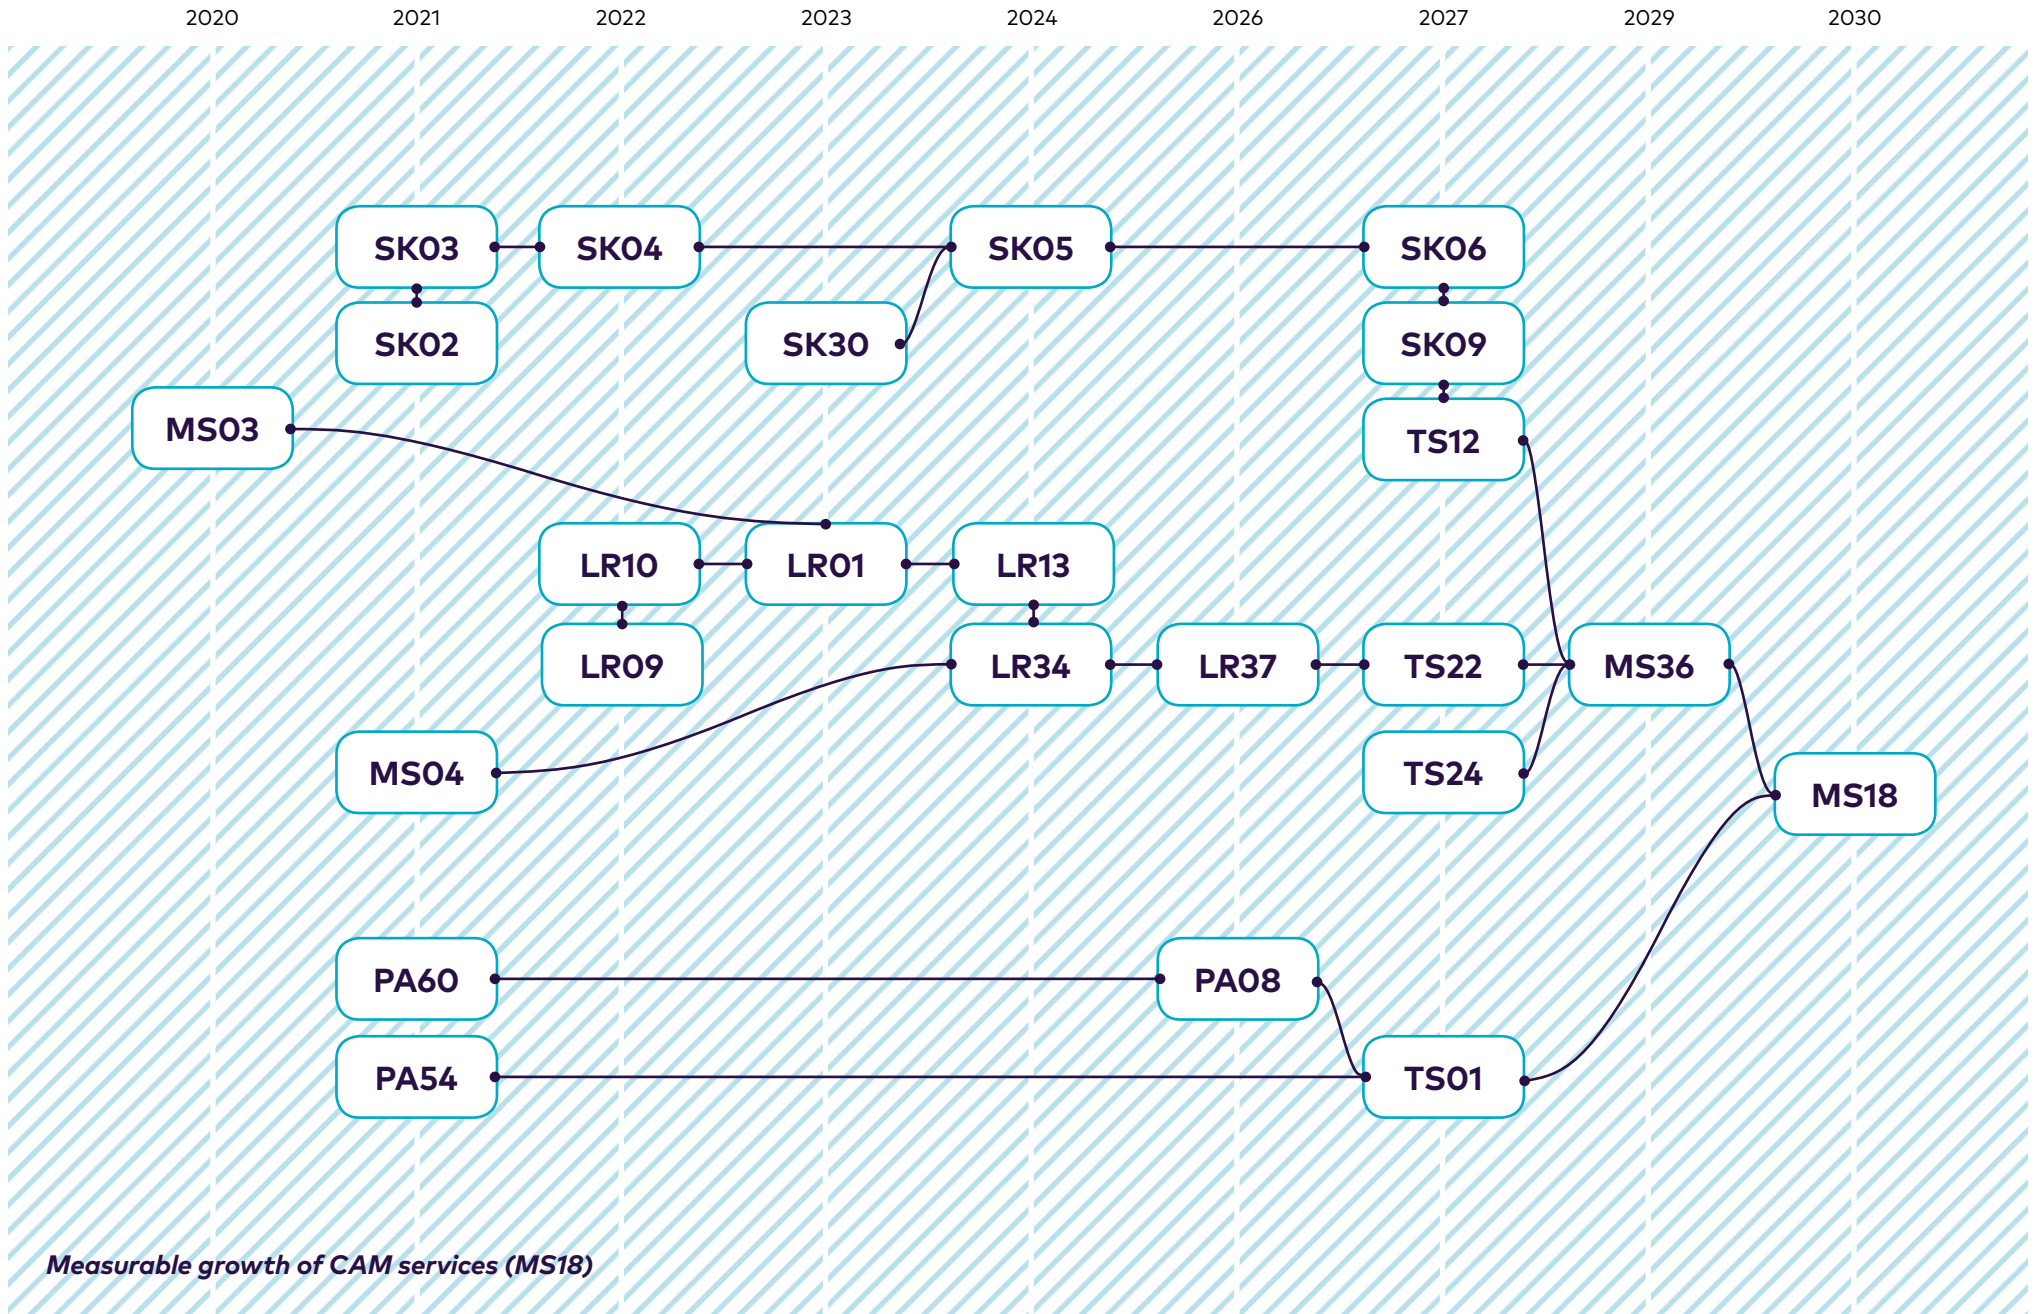 2020 2021 2022 2023 2024 2026 2027 2029 2030
SK03 SK04 SK05 SK06
SK02 SK30 SK09
MS03 TS12
LR10 LR01 LR13
LR09 LR34 LR37 TS22 MS36
MS04 TS24
MS18
PA60 PA08
PA54 TS01
Measurable growth of CAM services (MS18)